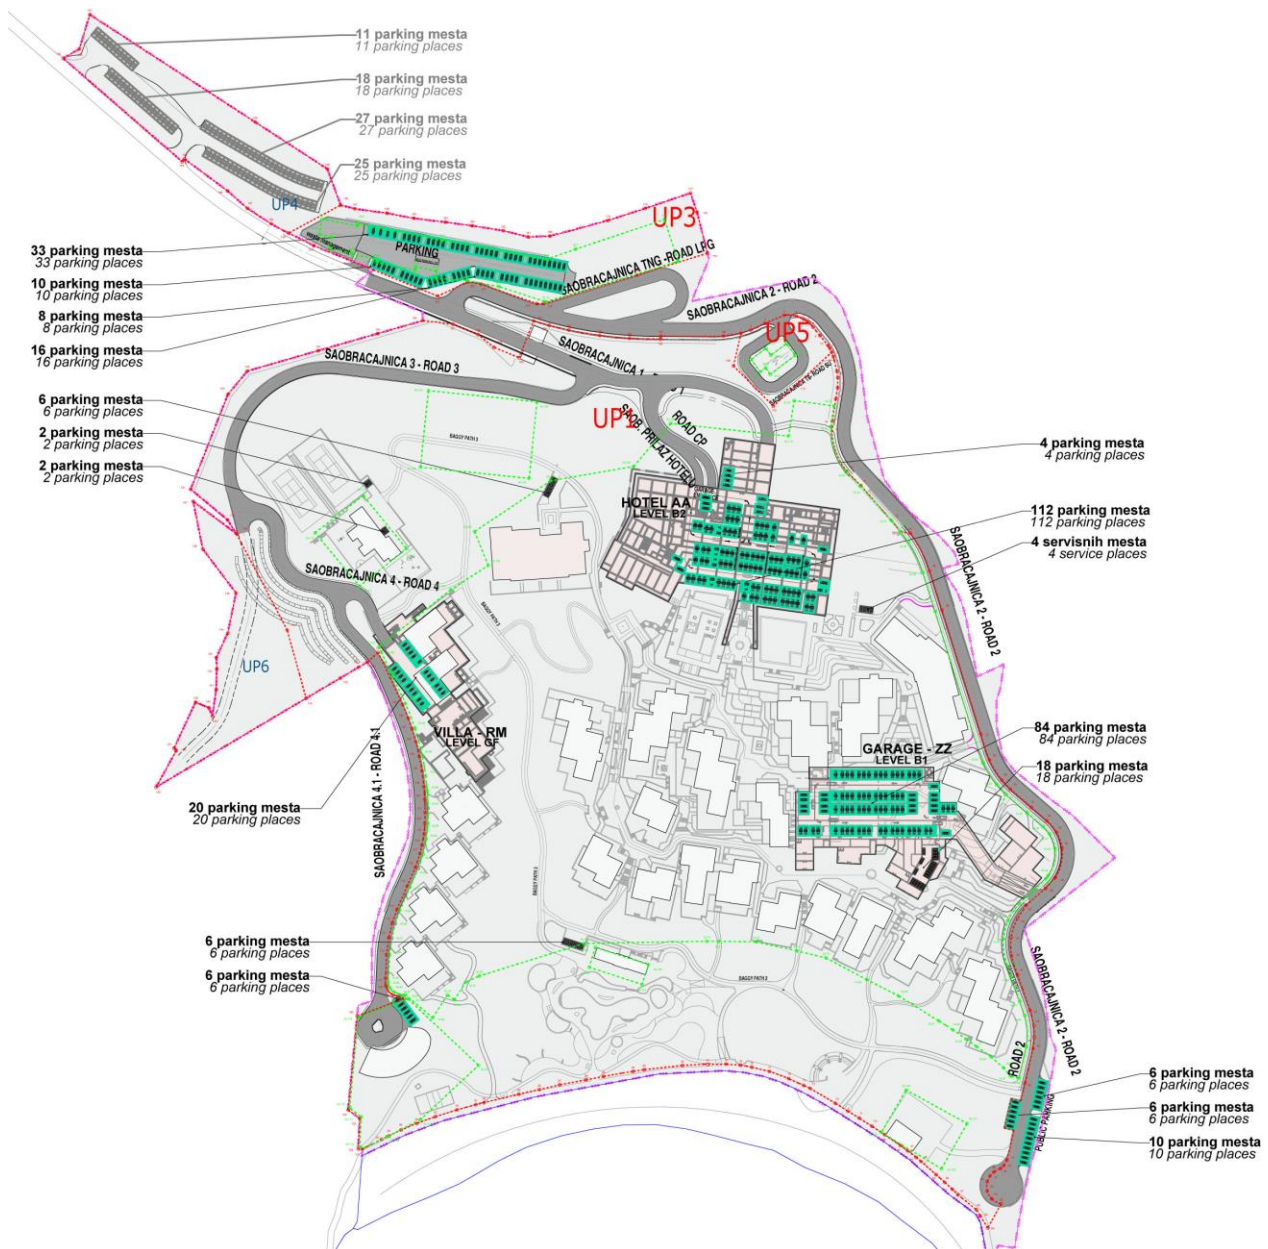 11 parking mesta
11 parking places
18 parking mesta
18 parking places
27 parking mesta
27 parking places
25 parking mesta
25 parking places
UP4
UP3
33 parking mesta
33 parking places
10 parking mesta
10 parking places
8 parking mesta
8 parking places
16 parking mesta
16 parking places
PARKING
SAOBRACAJNICA TNG -ROAD LPG
SAOBRACAJNICA 2 - ROAD 2
UP5
SAOBRACAJNICA 1 -
SAOBRACAJNICA 3 - ROAD 3
UP1
ROAD CP
SAOB. PRILAZ HOTELU
6 parking mesta
6 parking places
2 parking mesta
2 parking places
2 parking mesta
2 parking places
BAGGY PATH 3
4 parking mesta
4 parking places
HOTEL AA
LEVEL B2
112 parking mesta
112 parking places
4 servisnih mesta
4 service places
SAOBRACAJNICA 2 - ROAD 2
SAOBRACAJNICA 4 - ROAD 4
BAGGY PATH 3
UP6
VILLA - RM
LEVEL GF
GARAGE - ZZ
LEVEL B1
84 parking mesta
84 parking places
18 parking mesta
18 parking places
20 parking mesta
20 parking places
SAOBRACAJNICA 4.1 - ROAD 4.1
6 parking mesta
6 parking places
6 parking mesta
6 parking places
BAGGY PATH 2
SAOBRACAJNICA 2 - ROAD 2
ROAD 2
PUBLIC PARKING
6 parking mesta
6 parking places
6 parking mesta
6 parking places
10 parking mesta
10 parking places